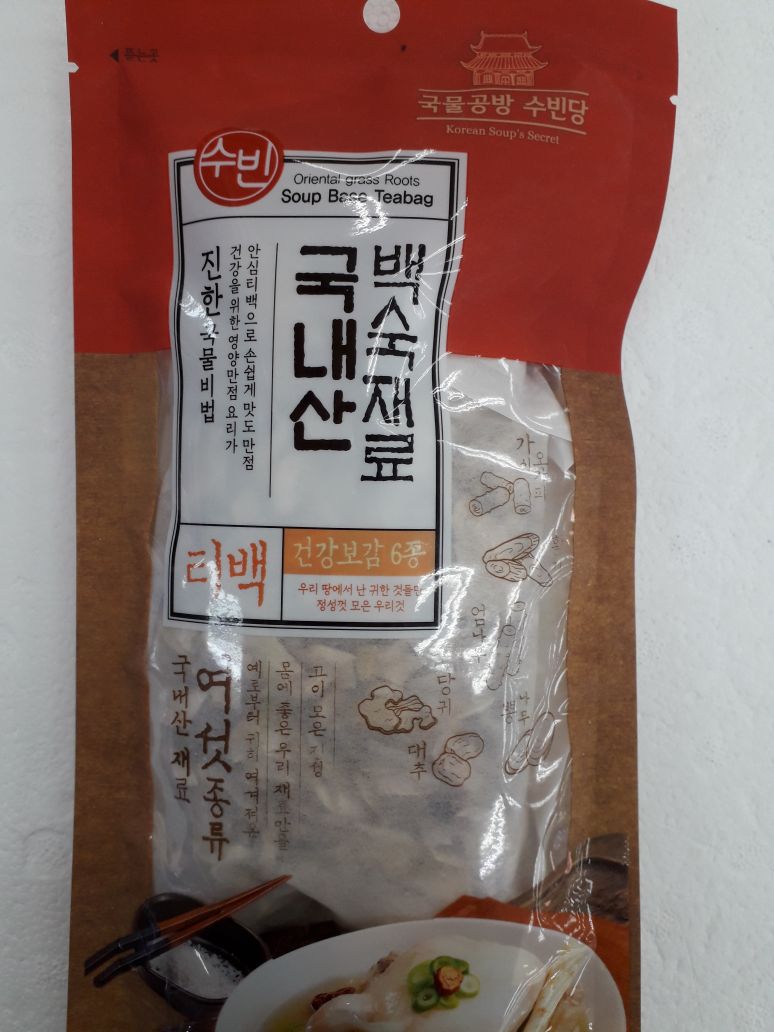 뜯는곳
국물공방 수빈당
Korean Soup's Secret
수빈
Oriental grass Roots
Soup Base Teabag
백숙재료
국내산
안심티백으로 손쉽게 맛도 만점
건강을 위한 영양만점 요리가
진한국물비법
티백
건강보감 6종
우리 땅에서 난 귀한 것들만
정성껏 모은 우리것
가시오가피
황기
엄나무
뽕나무
당귀
대추
몸에 좋은 우리 재료만을
예로부터 귀히 여겨져온
여섯종류
국내산 재료